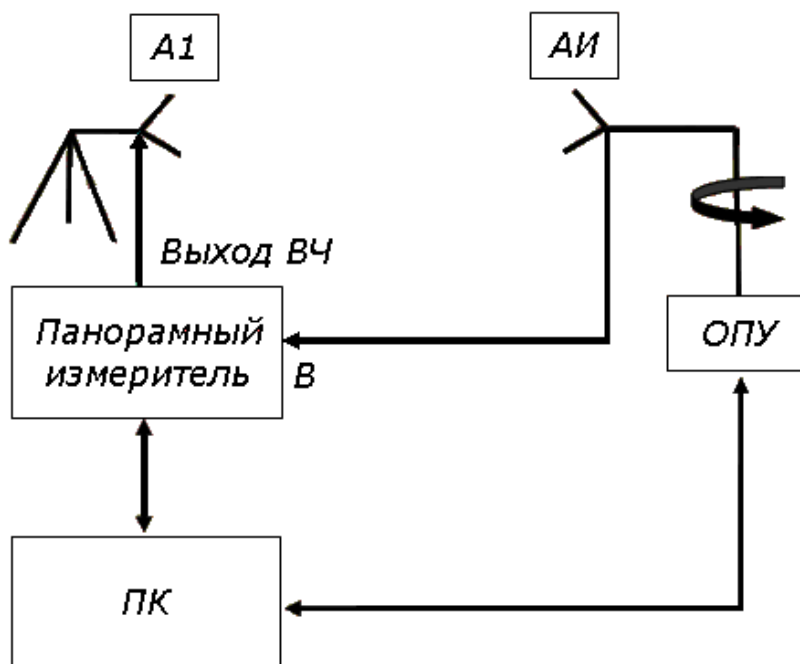 А1
АИ
Выход ВЧ
Панорамный
измеритель
В
ОПУ
ПК